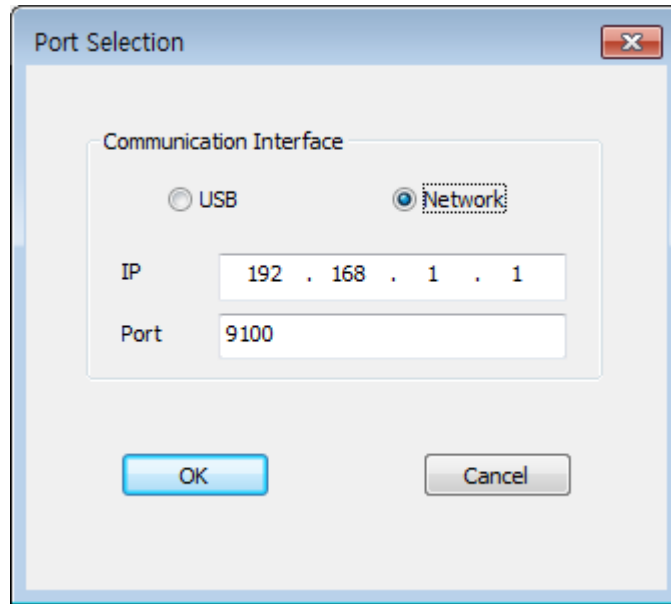 Port Selection
Communication Interface
USB Network
IP 192 . 168 . 1 . 1
Port 9100
OK Cancel